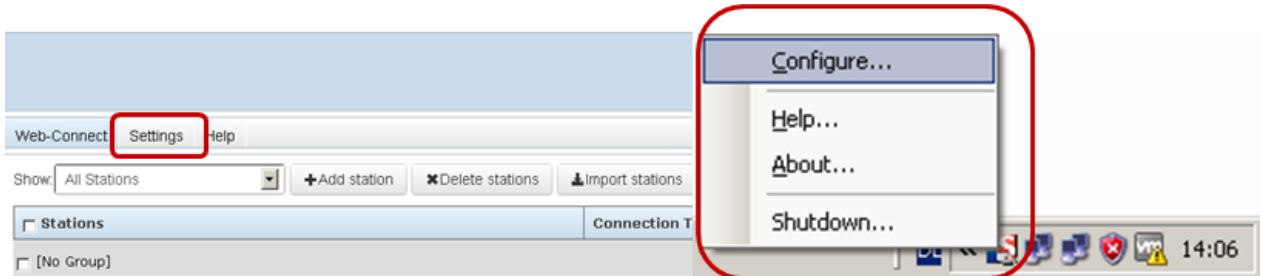 Web-Connect Settings Help
Show: All Stations +Add station ✖Delete stations Import stations
Stations Connection T
[No Group]
Configure...
Help...
About...
Shutdown...
« 14:06